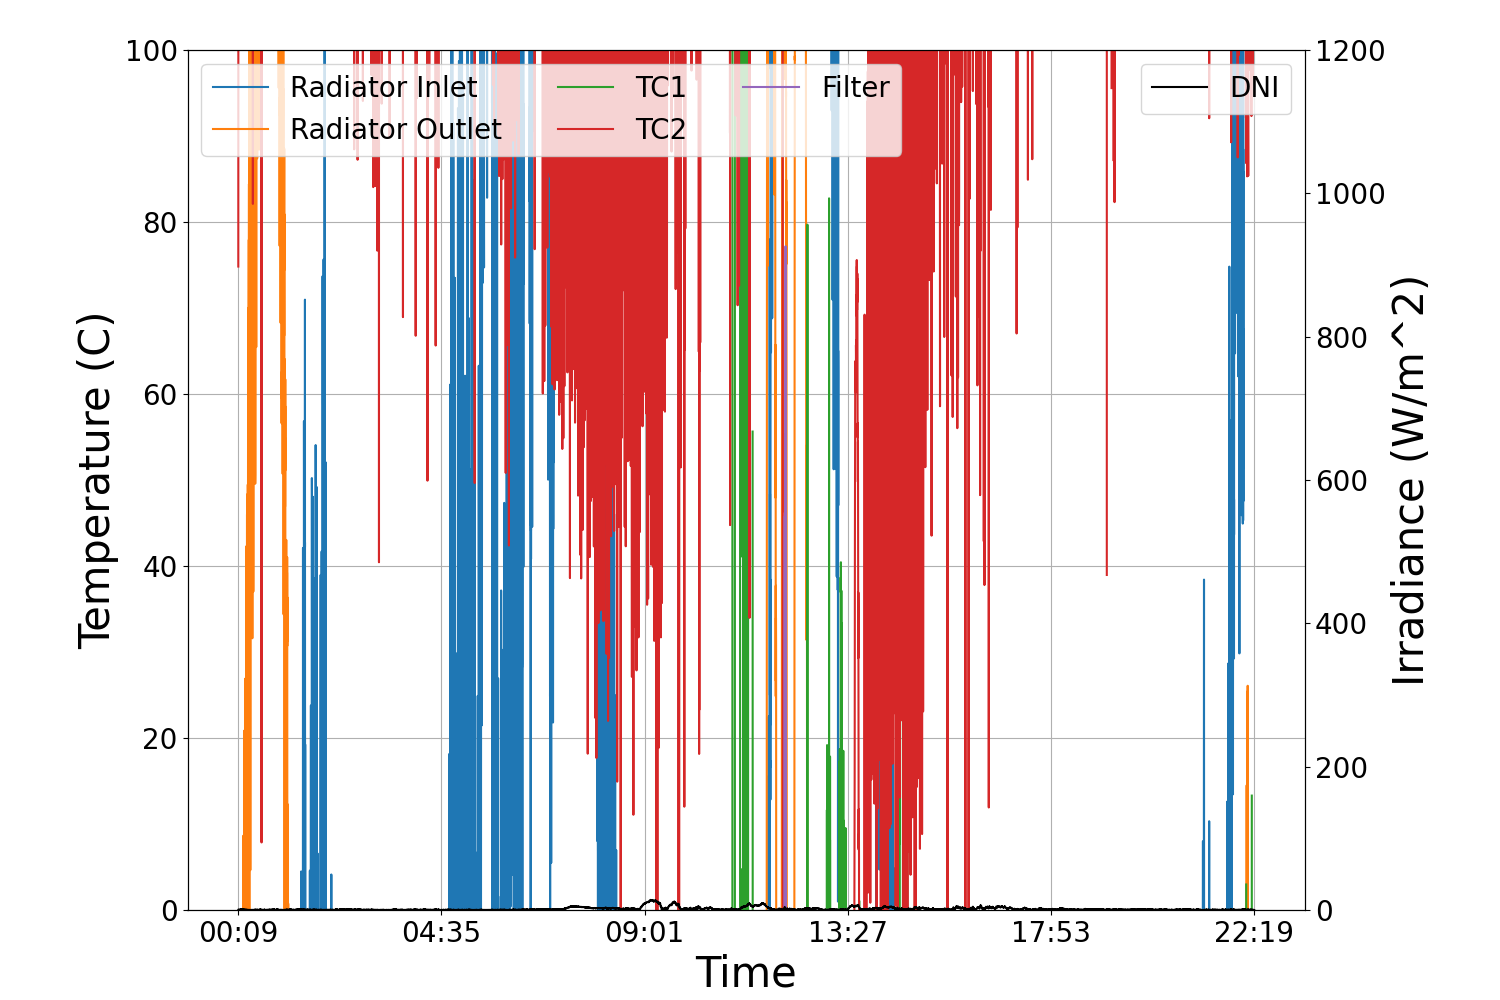 100
1200
Radiator Inlet
TC1
Filter
DNI
Radiator Outlet
TC2
1000
80
800
60
600
40
400
20
200
0
0
Temperature (C)
Irradiance (W/m^2)
00:09
04:35
09:01
13:27
17:53
22:19
Time